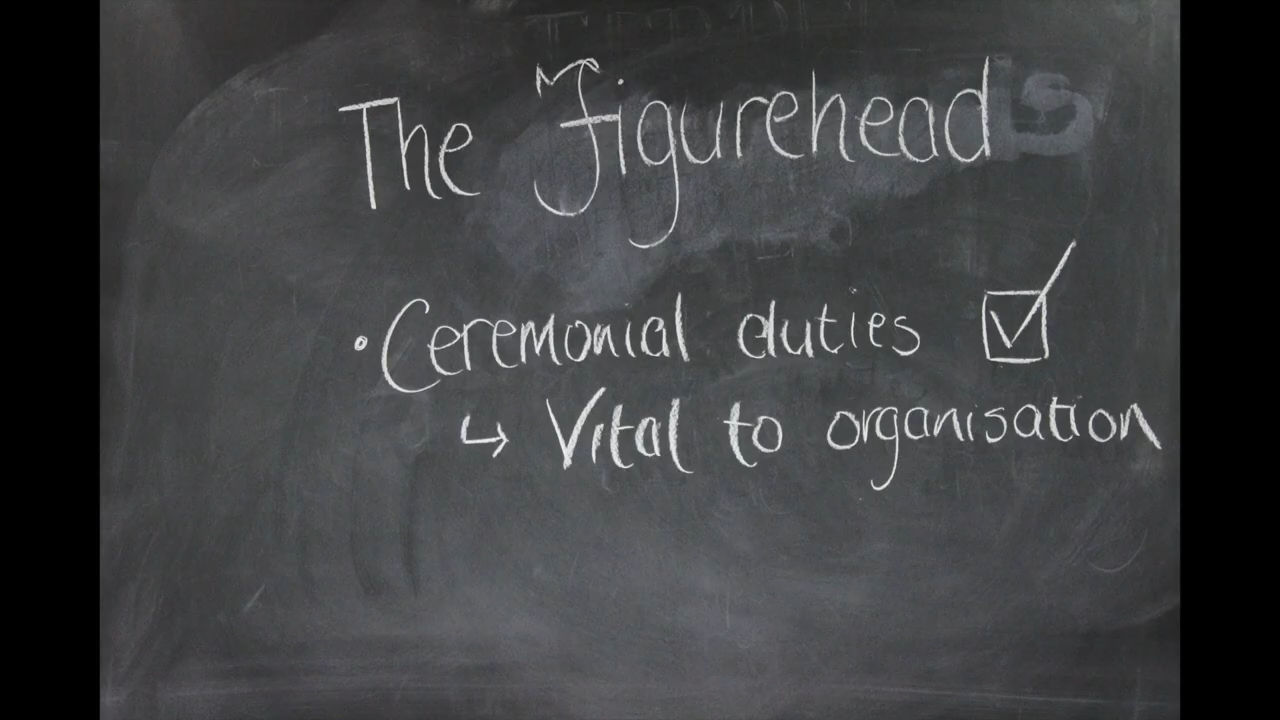 The Figurehead
• Ceremonial duties ☑
↳ Vital to organisation